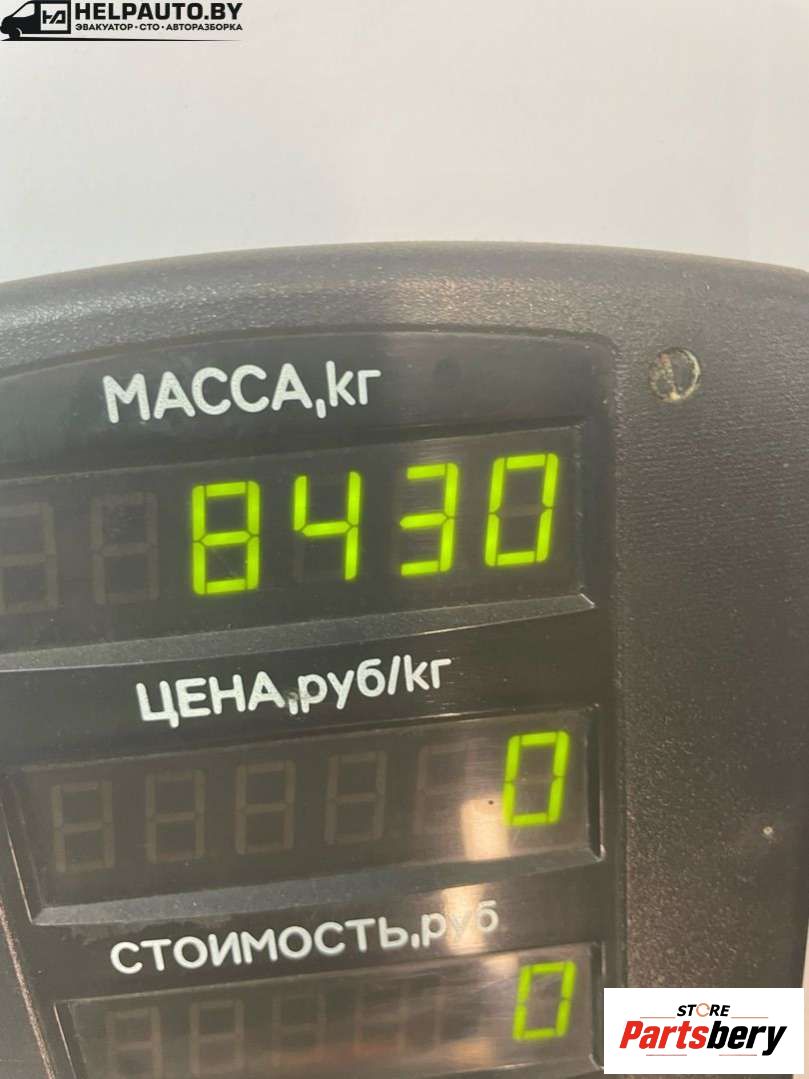 HELPAUTO.BY
ЭВАКУАТОР·СТО·АВТОРАЗБОРКА
МАССА,кг
8430
ЦЕНА,руб/кг
0
СТОИМОСТЬ,руб
0
STORE
Partsbery